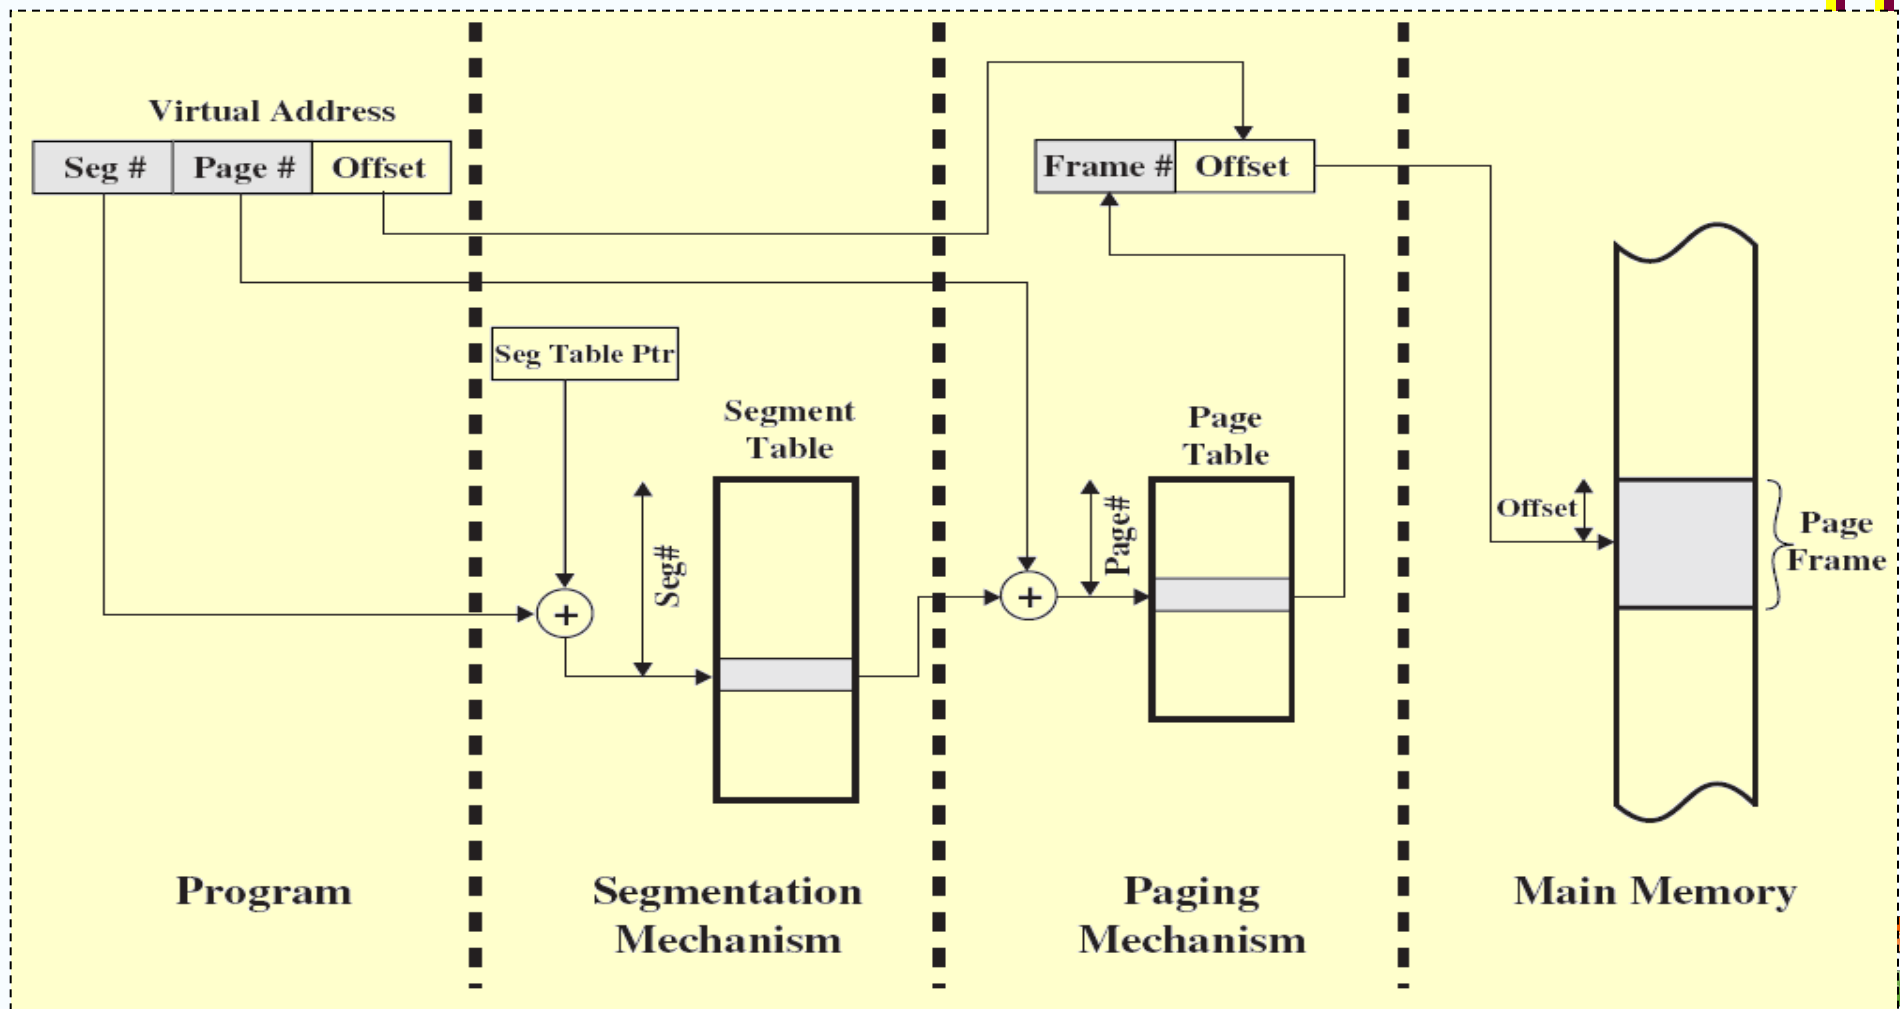 Virtual Address
Seg # Page # Offset
Frame # Offset
Seg Table Ptr
Segment
Table
Page
Table
Seg#
Page#
Offset
Page
Frame
Program
Segmentation
Mechanism
Paging
Mechanism
Main Memory
+
+